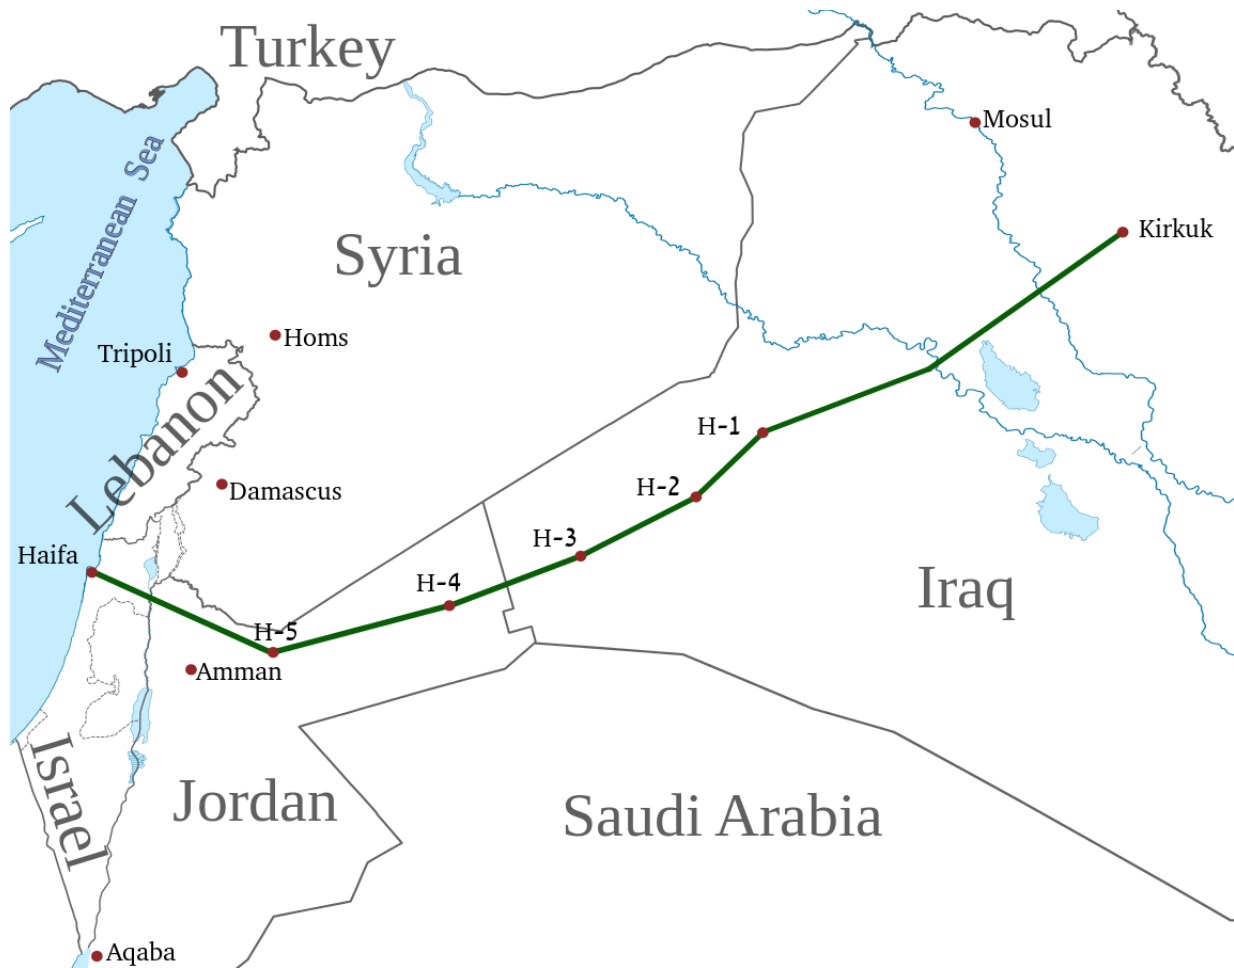 Turkey
Mosul
Mediterranean Sea
Kirkuk
Syria
Homs
Tripoli
Lebanon
H-1
H-2
Damascus
H-3
Haifa
H-4
Iraq
H-5
Amman
Israel
Jordan
Saudi Arabia
Aqaba